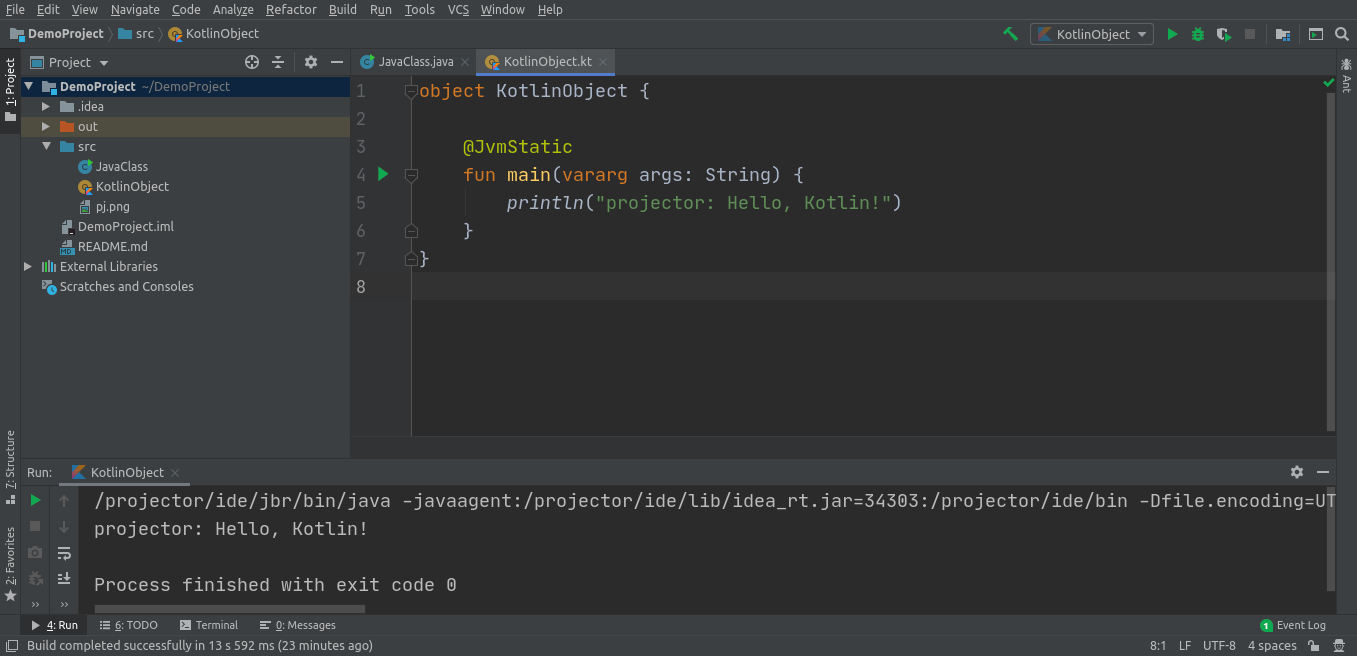 File Edit View Navigate Code Analyze Refactor Build Run Tools VCS Window Help
DemoProject src KotlinObject
KotlinObject
1: Project
Project
DemoProject ~/DemoProject
.idea
out
src
JavaClass
KotlinObject
pj.png
DemoProject.iml
README.md
External Libraries
Scratches and Consoles
JavaClass.java KotlinObject.kt
1 object KotlinObject {
2
3 @JvmStatic
4 fun main(vararg args: String) {
5 println("projector: Hello, Kotlin!")
6 }
7 }
8
Ant
7: Structure
2: Favorites
Run: KotlinObject
/projector/ide/jbr/bin/java -javaagent:/projector/ide/lib/idea_rt.jar=34303:/projector/ide/bin -Dfile.encoding=UT
projector: Hello, Kotlin!
Process finished with exit code 0
4: Run 6: TODO Terminal 0: Messages 1 Event Log
Build completed successfully in 13 s 592 ms (23 minutes ago) 8:1 LF UTF-8 4 spaces